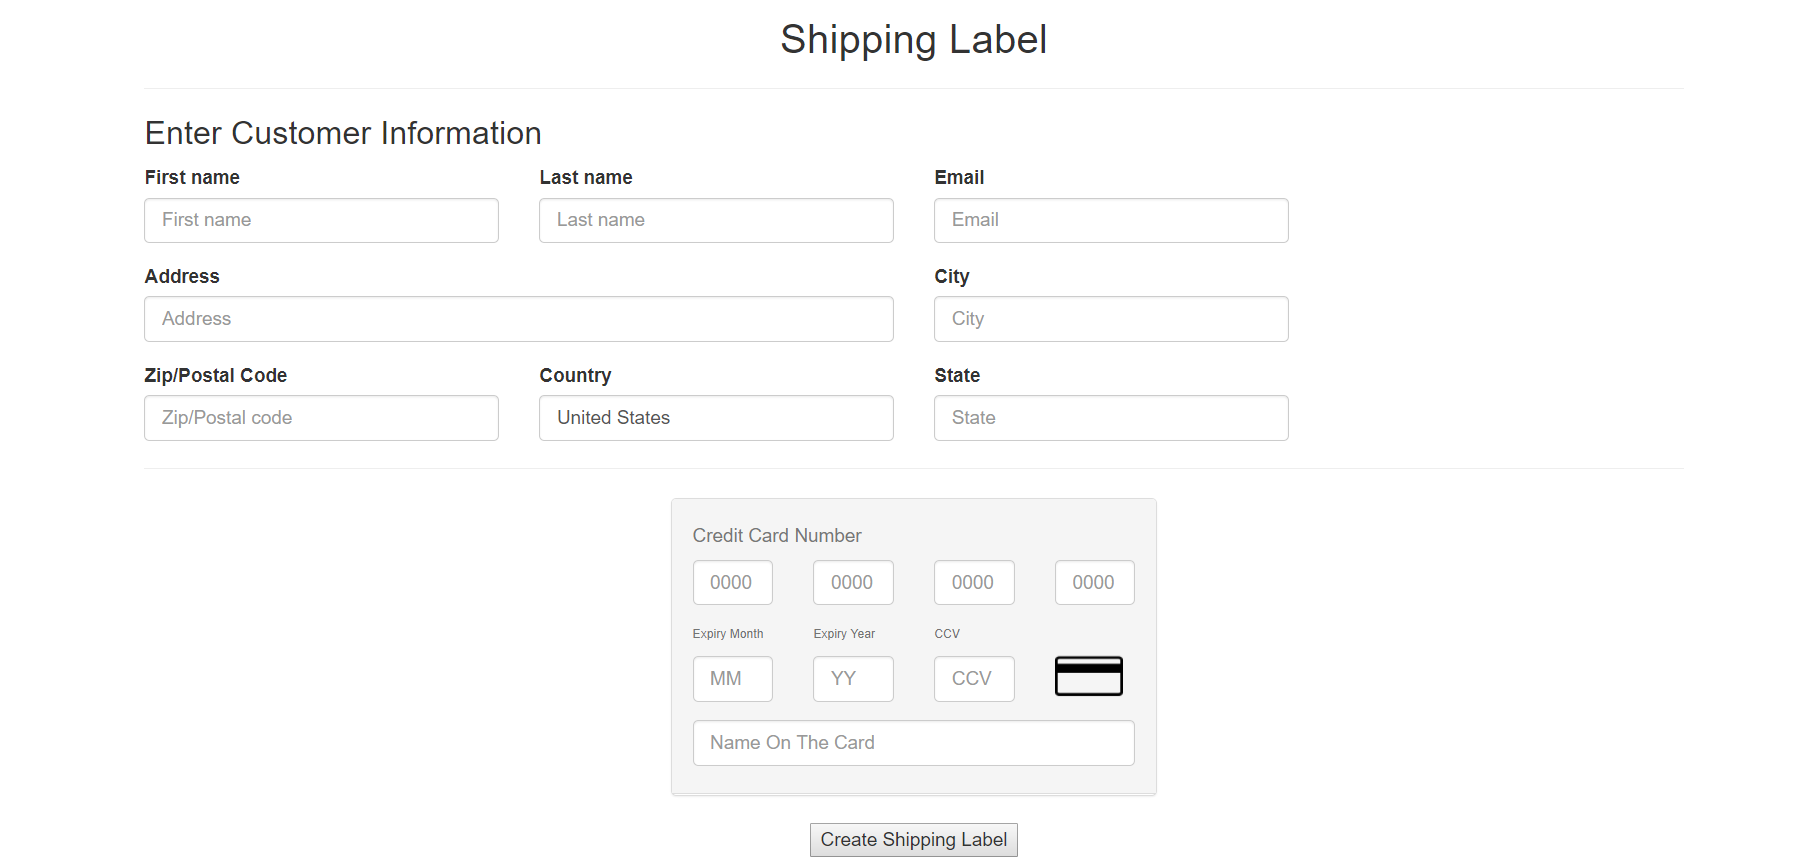 Shipping Label
Enter Customer Information
First name Last name Email
First name Last name Email
Address City
Address City
Zip/Postal Code Country State
Zip/Postal code United States State
Credit Card Number
0000 0000 0000 0000
Expiry Month Expiry Year CCV
MM YY CCV
Name On The Card
Create Shipping Label